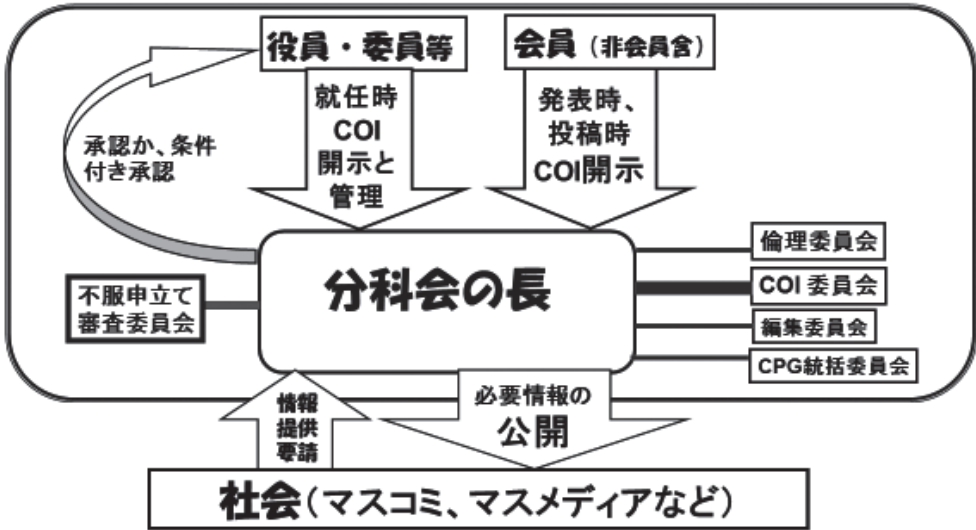 役員・委員等
会員（非会員含）
就任時
COI
開示と
管理
発表時、
投稿時
COI開示
承認か、条件
付き承認
分科会の長
不服申立て
審査委員会
倫理委員会
COI 委員会
編集委員会
CPG統括委員会
情報
提供
要請
必要情報の
公開
社会（マスコミ、マスメディアなど）